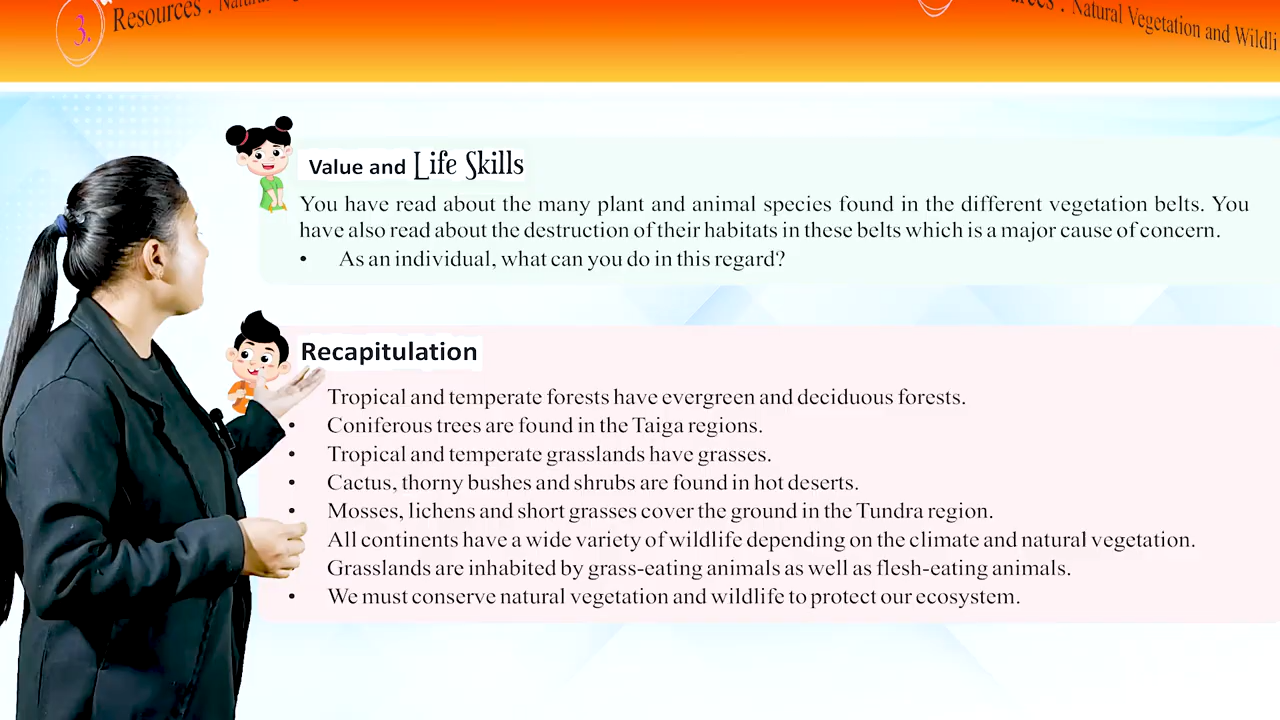 3.
Resources :
Natural Vegetation and Wildli
Value and Life Skills
You have read about the many plant and animal species found in the different vegetation belts. You
have also read about the destruction of their habitats in these belts which is a major cause of concern.
• As an individual, what can you do in this regard?
Recapitulation
Tropical and temperate forests have evergreen and deciduous forests.
• Coniferous trees are found in the Taiga regions.
• Tropical and temperate grasslands have grasses.
• Cactus, thorny bushes and shrubs are found in hot deserts.
• Mosses, lichens and short grasses cover the ground in the Tundra region.
All continents have a wide variety of wildlife depending on the climate and natural vegetation.
Grasslands are inhabited by grass-eating animals as well as flesh-eating animals.
• We must conserve natural vegetation and wildlife to protect our ecosystem.